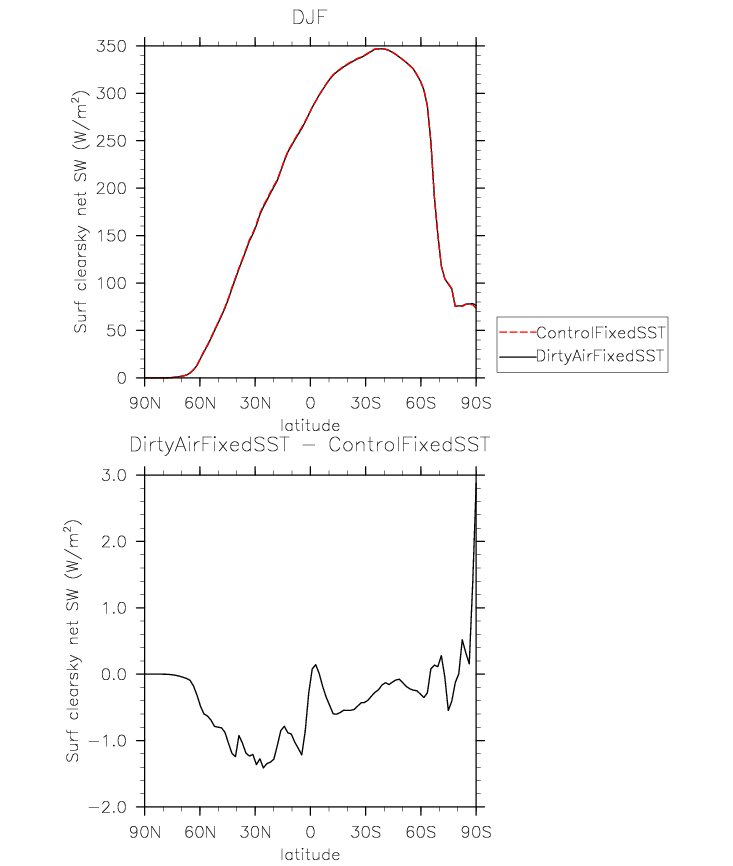 DJF
Surf clearsky net SW (W/m²)
350
300
250
200
150
100
50
0
90N 60N 30N 0 30S 60S 90S
latitude
ControlFixedSST
DirtyAirFixedSST
DirtyAirFixedSST − ControlFixedSST
Surf clearsky net SW (W/m²)
3.0
2.0
1.0
0.0
−1.0
−2.0
90N 60N 30N 0 30S 60S 90S
latitude